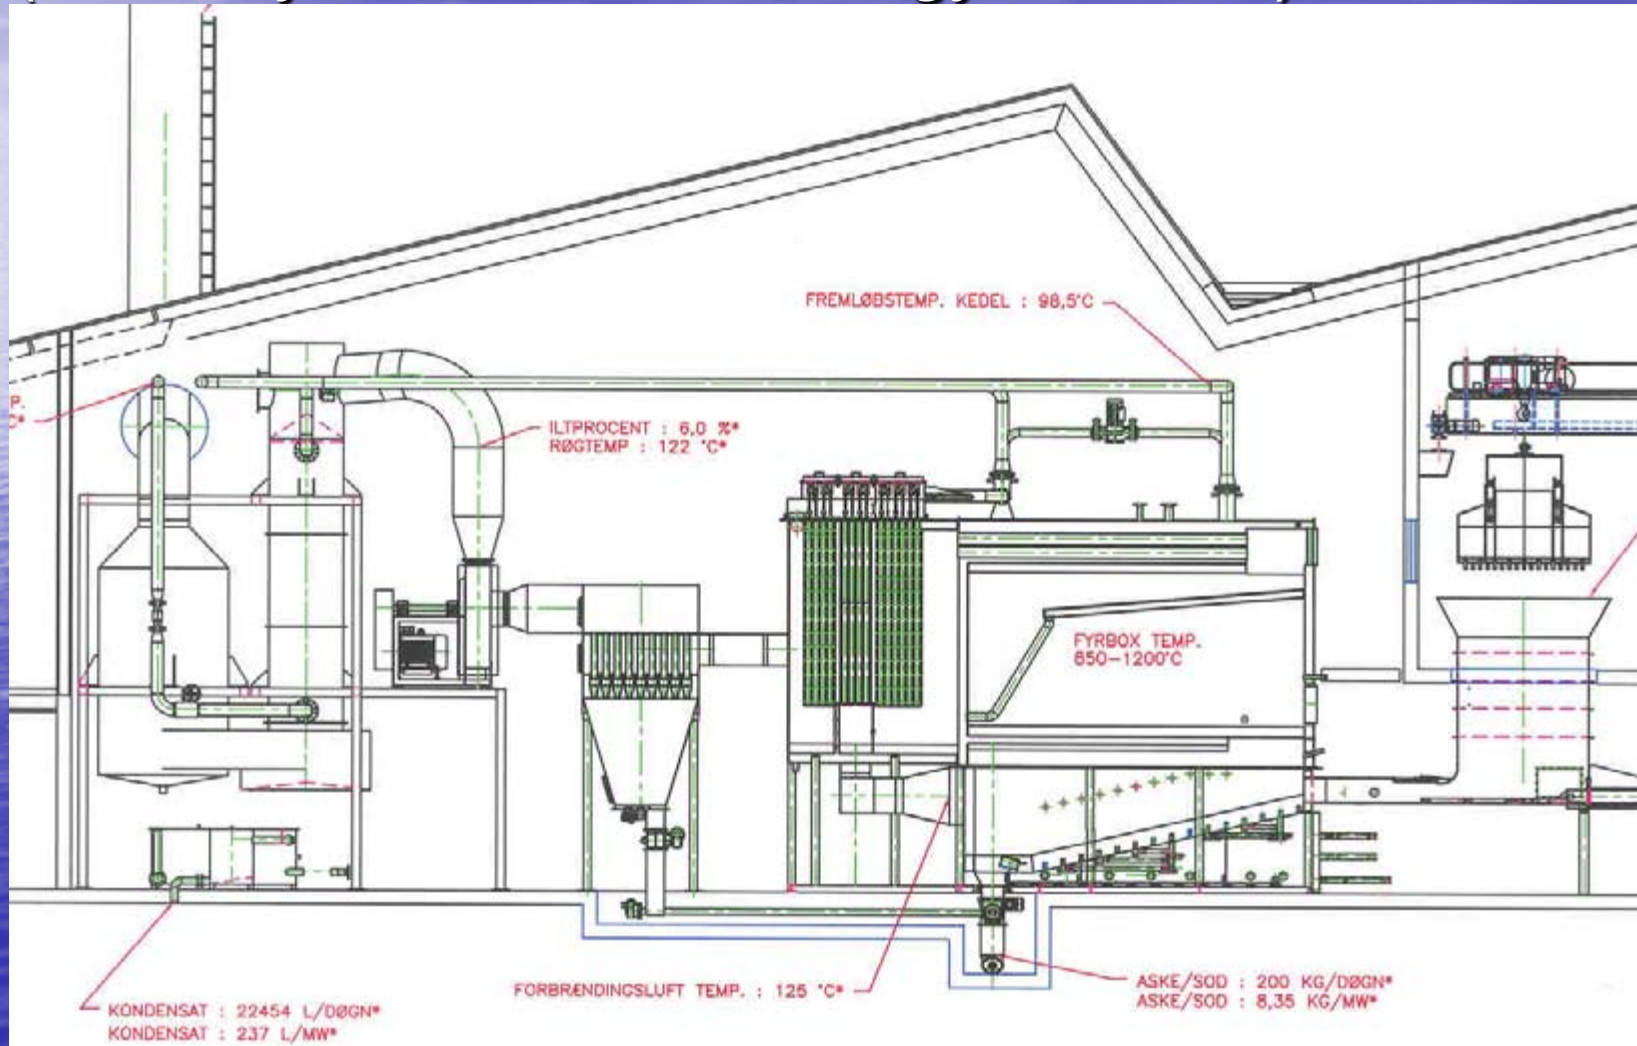 FREMLØBSTEMP. KEDEL : 98,5°C
P.
C*
ILTPROCENT : 6,0 %*
RØGTEMP : 122 °C*
FYRBOX TEMP.
850-1200°C
FORBRÆNDINGSLUFT TEMP. : 125 °C*
ASKE/SOD : 200 KG/DØGN*
ASKE/SOD : 8,35 KG/MW*
KONDENSAT : 22454 L/DØGN*
KONDENSAT : 237 L/MW*